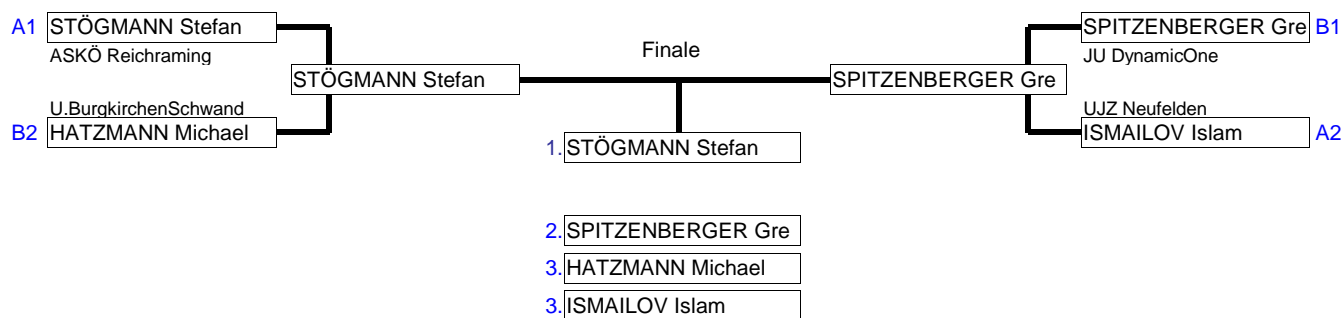 A1 STÖGMANN Stefan
ASKÖ Reichraming
U.BurgkirchenSchwand
B2 HATZMANN Michael
STÖGMANN Stefan
Finale
SPITZENBERGER Gre
SPITZENBERGER Gre B1
JU DynamicOne
UJZ Neufelden
ISMAILOV Islam A2
1. STÖGMANN Stefan
2. SPITZENBERGER Gre
3. HATZMANN Michael
3. ISMAILOV Islam